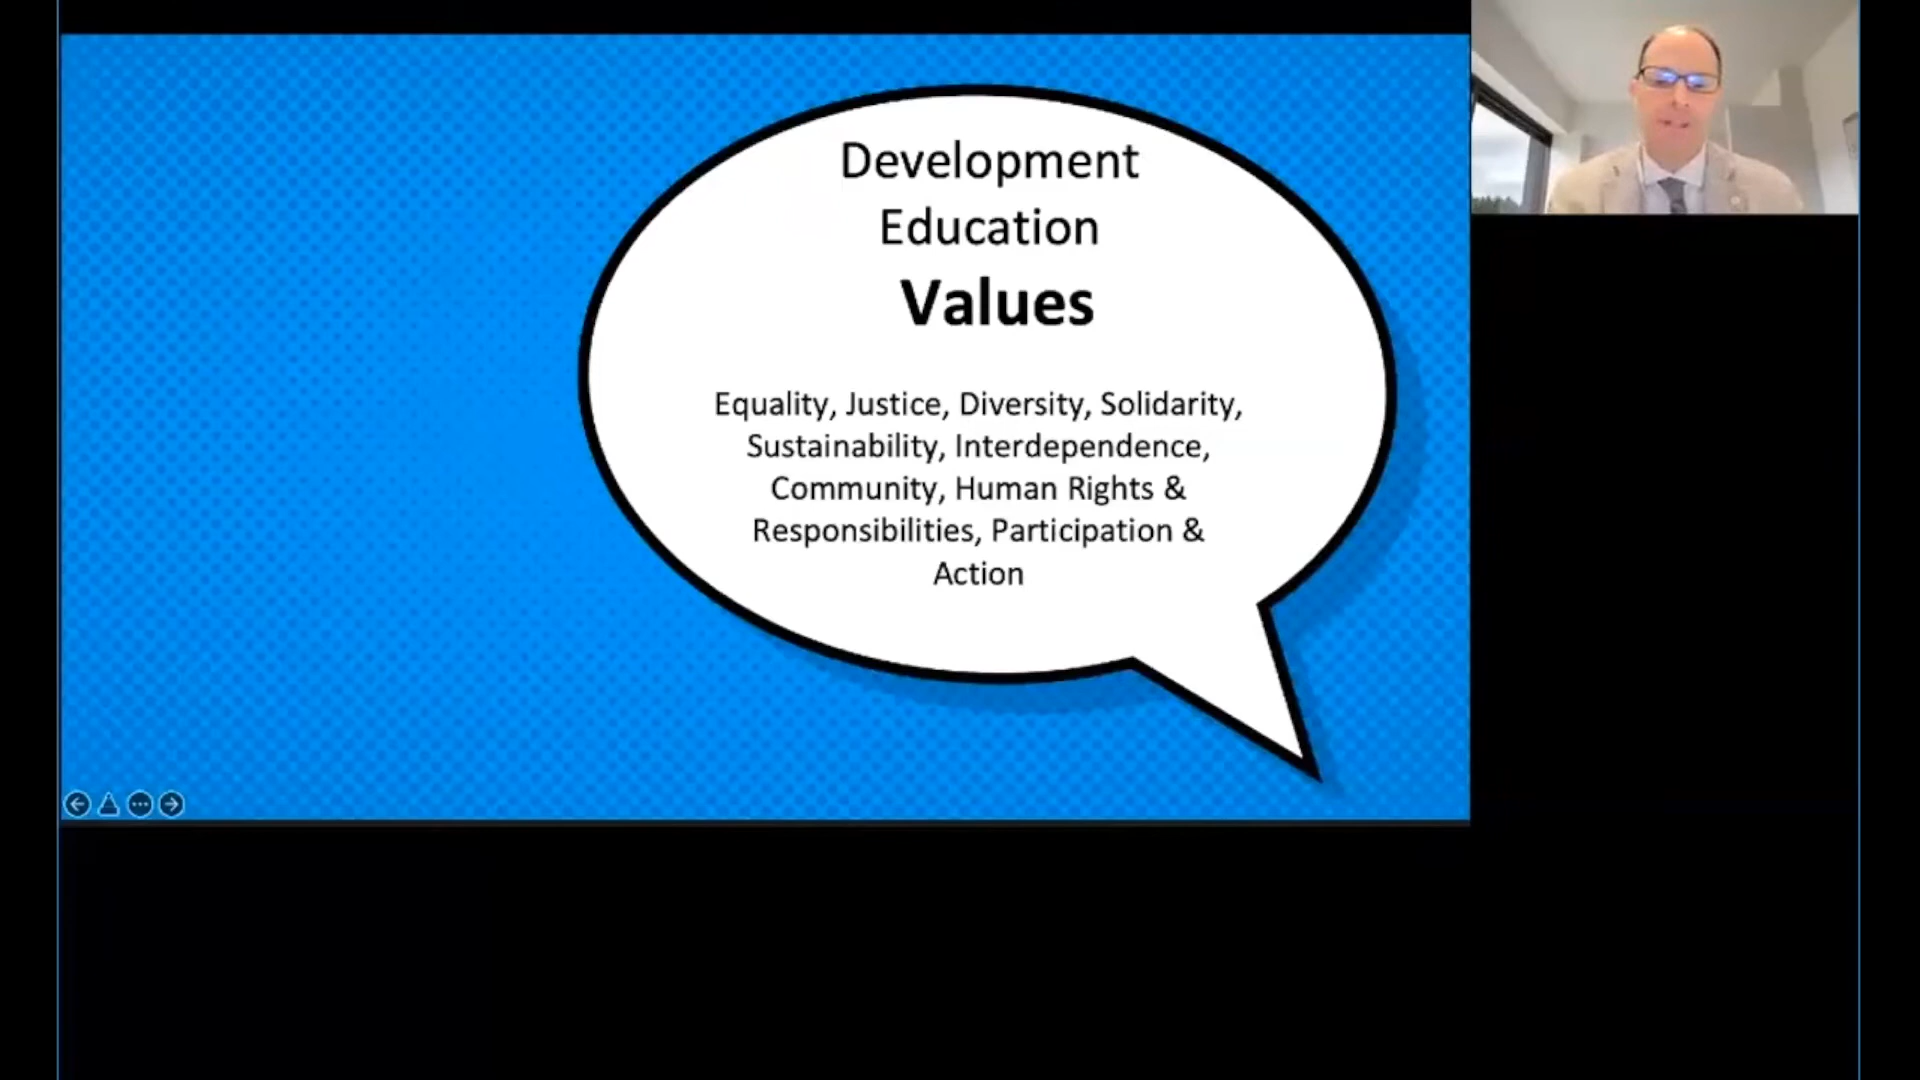 Development
Education
Values
Equality, Justice, Diversity, Solidarity,
Sustainability, Interdependence,
Community, Human Rights &
Responsibilities, Participation &
Action